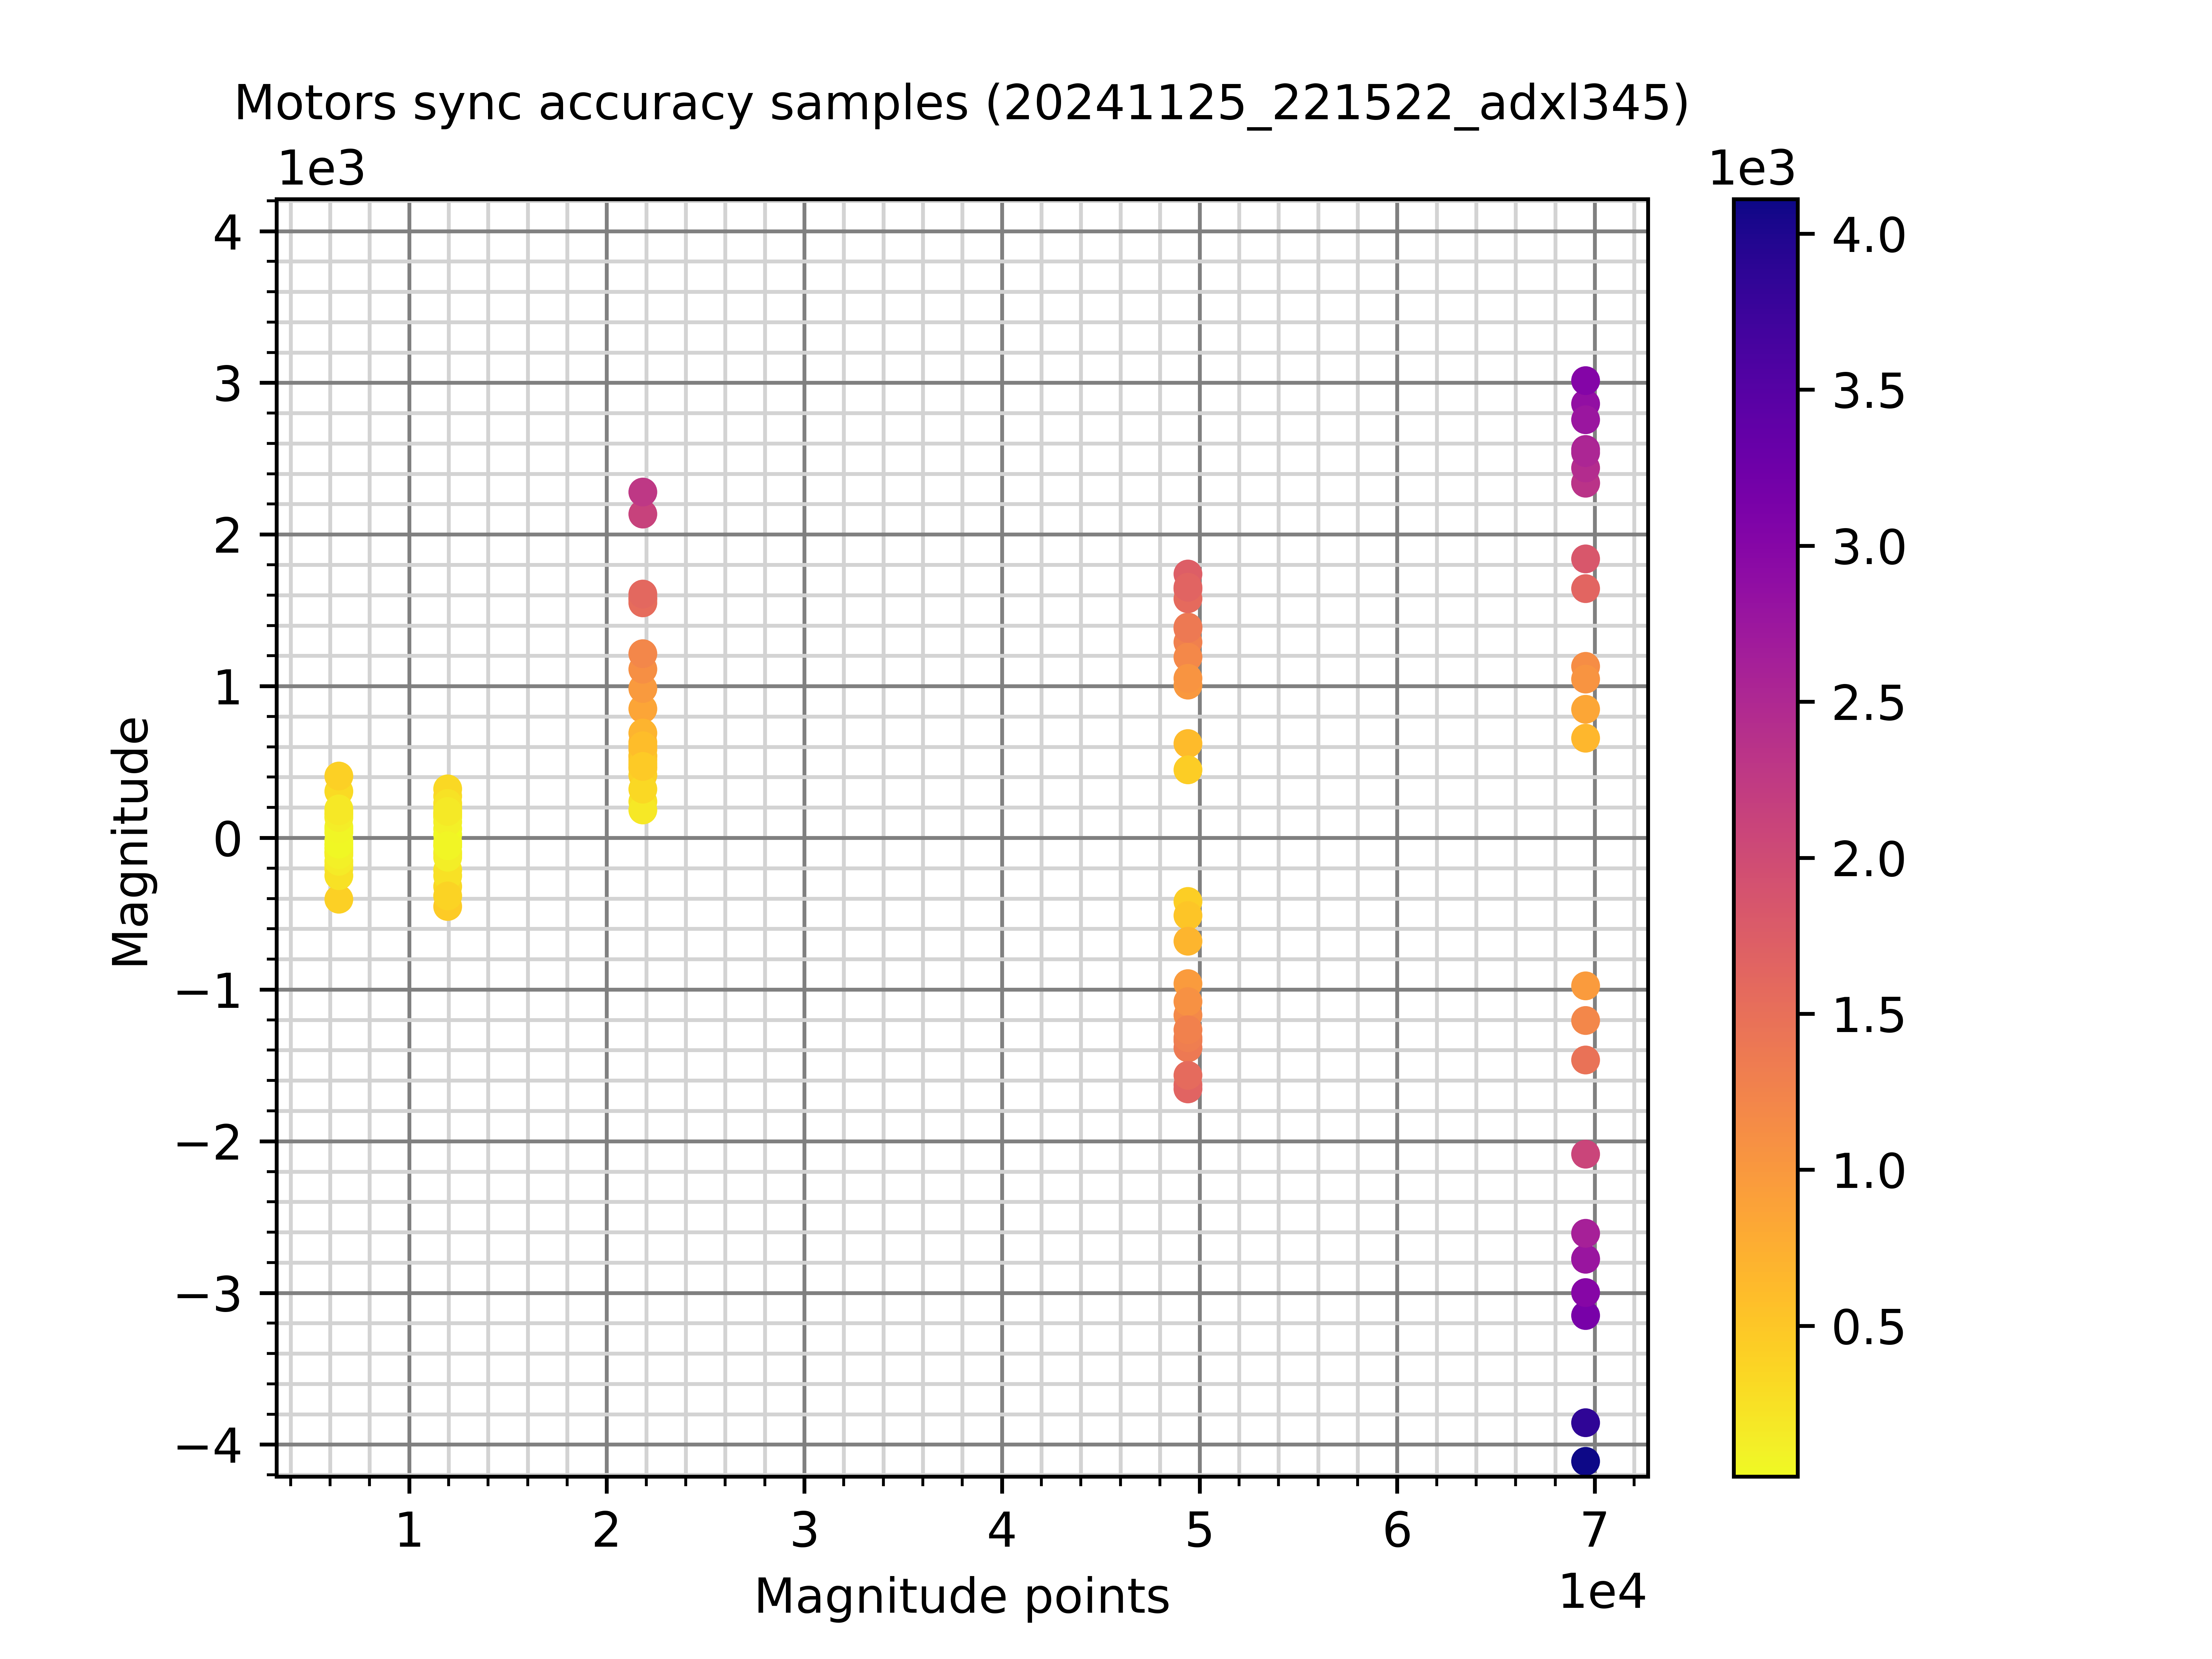 Motors sync accuracy samples (20241125_221522_adxl345)
1e3
1e3
4
3
2
1
0
−1
−2
−3
−4
Magnitude
4.0
3.5
3.0
2.5
2.0
1.5
1.0
0.5
1 2 3 4 5 6 7
1e4
Magnitude points